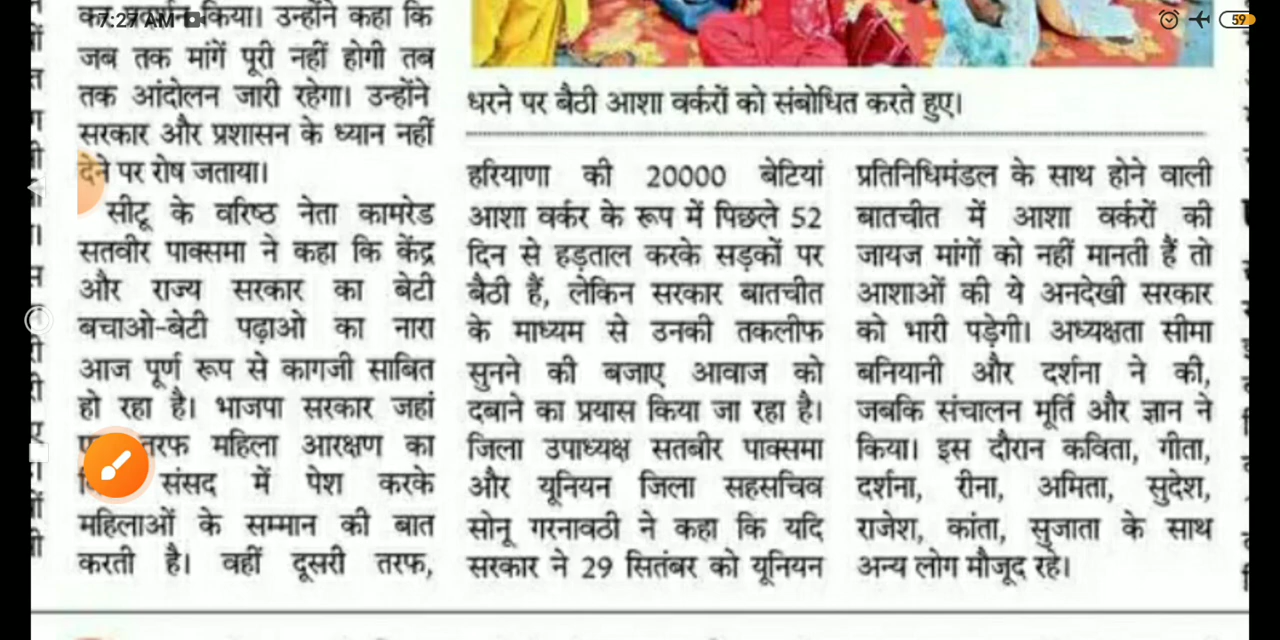 7:27 AM
59
का प्रदर्शन किया। उन्होंने कहा कि
जब तक मांगें पूरी नहीं होगी तब
तक आंदोलन जारी रहेगा। उन्होंने
सरकार और प्रशासन के ध्यान नहीं
देने पर रोष जताया।
सीटू के वरिष्ठ नेता कामरेड
सतवीर पाक्समा ने कहा कि केंद्र
और राज्य सरकार का बेटी
बचाओ-बेटी पढ़ाओ का नारा
आज पूर्ण रूप से कागजी साबित
हो रहा है। भाजपा सरकार जहां
तरफ महिला आरक्षण का
संसद में पेश करके
महिलाओं के सम्मान की बात
करती है। वहीं दूसरी तरफ,
धरने पर बैठी आशा वर्करों को संबोधित करते हुए।
हरियाणा की 20000 बेटियां
आशा वर्कर के रूप में पिछले 52
दिन से हड़ताल करके सड़कों पर
बैठी हैं, लेकिन सरकार बातचीत
के माध्यम से उनकी तकलीफ
सुनने की बजाए आवाज को
दबाने का प्रयास किया जा रहा है।
जिला उपाध्यक्ष सतबीर पाक्समा
और यूनियन जिला सहसचिव
सोनू गरनावठी ने कहा कि यदि
सरकार ने 29 सितंबर को यूनियन
प्रतिनिधिमंडल के साथ होने वाली
बातचीत में आशा वर्करों की
जायज मांगों को नहीं मानती हैं तो
आशाओं की ये अनदेखी सरकार
को भारी पड़ेगी। अध्यक्षता सीमा
बनियानी और दर्शना ने की,
जबकि संचालन मूर्ति और ज्ञान ने
किया। इस दौरान कविता, गीता,
दर्शना, रीना, अमिता, सुदेश,
राजेश, कांता, सुजाता के साथ
अन्य लोग मौजूद रहे।